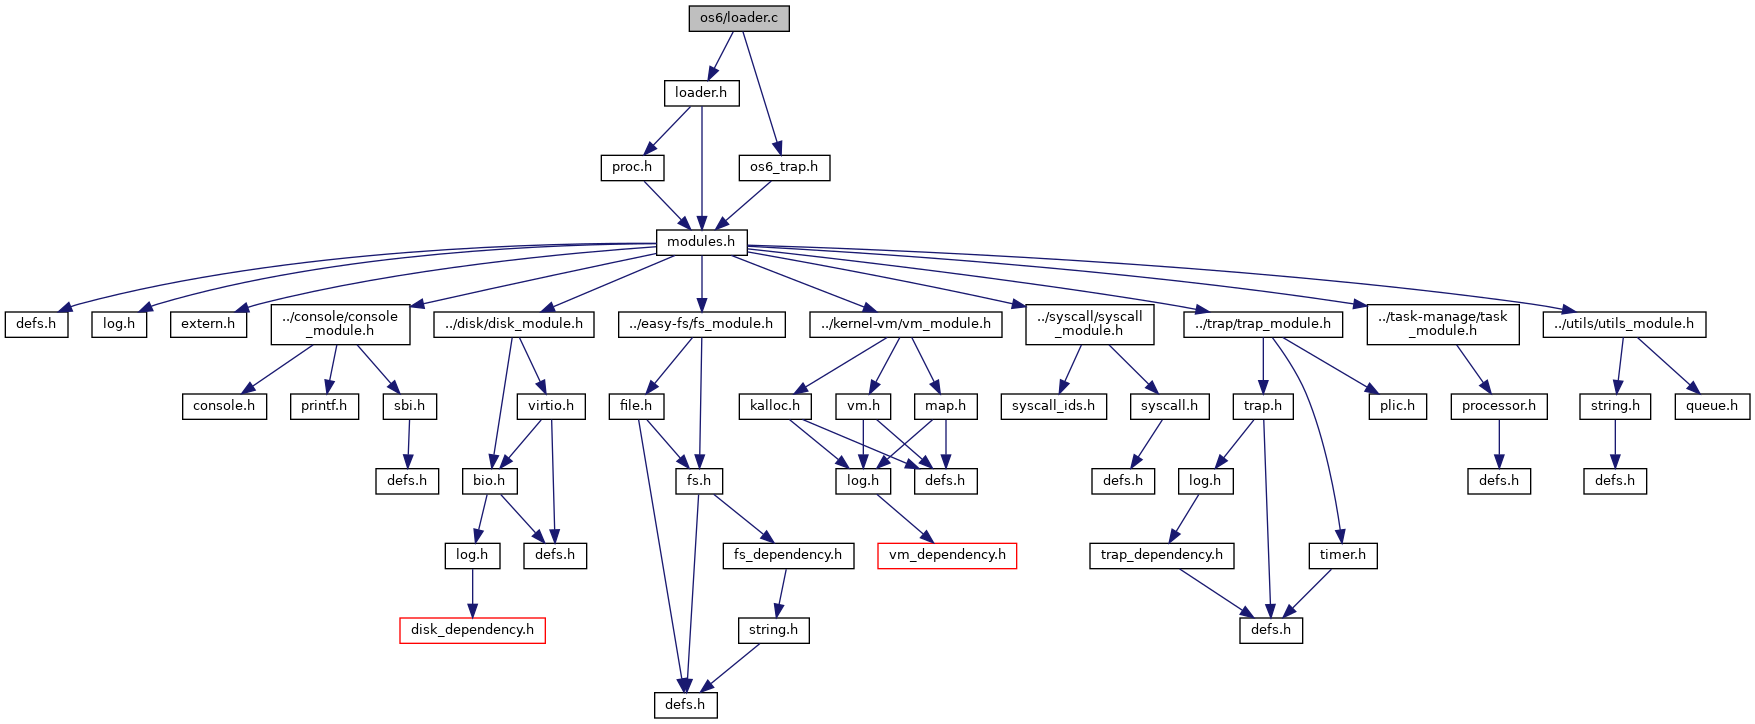 os6/loader.c
loader.h
proc.h
os6_trap.h
modules.h
defs.h
log.h
extern.h
../console/console
_module.h
../disk/disk_module.h
../easy-fs/fs_module.h
../kernel-vm/vm_module.h
../syscall/syscall
_module.h
../trap/trap_module.h
../task-manage/task
_module.h
../utils/utils_module.h
console.h
printf.h
sbi.h
virtio.h
file.h
kalloc.h
vm.h
map.h
syscall_ids.h
syscall.h
trap.h
plic.h
processor.h
string.h
queue.h
defs.h
bio.h
fs.h
log.h
defs.h
defs.h
log.h
defs.h
defs.h
log.h
defs.h
fs_dependency.h
vm_dependency.h
trap_dependency.h
timer.h
disk_dependency.h
string.h
defs.h
defs.h